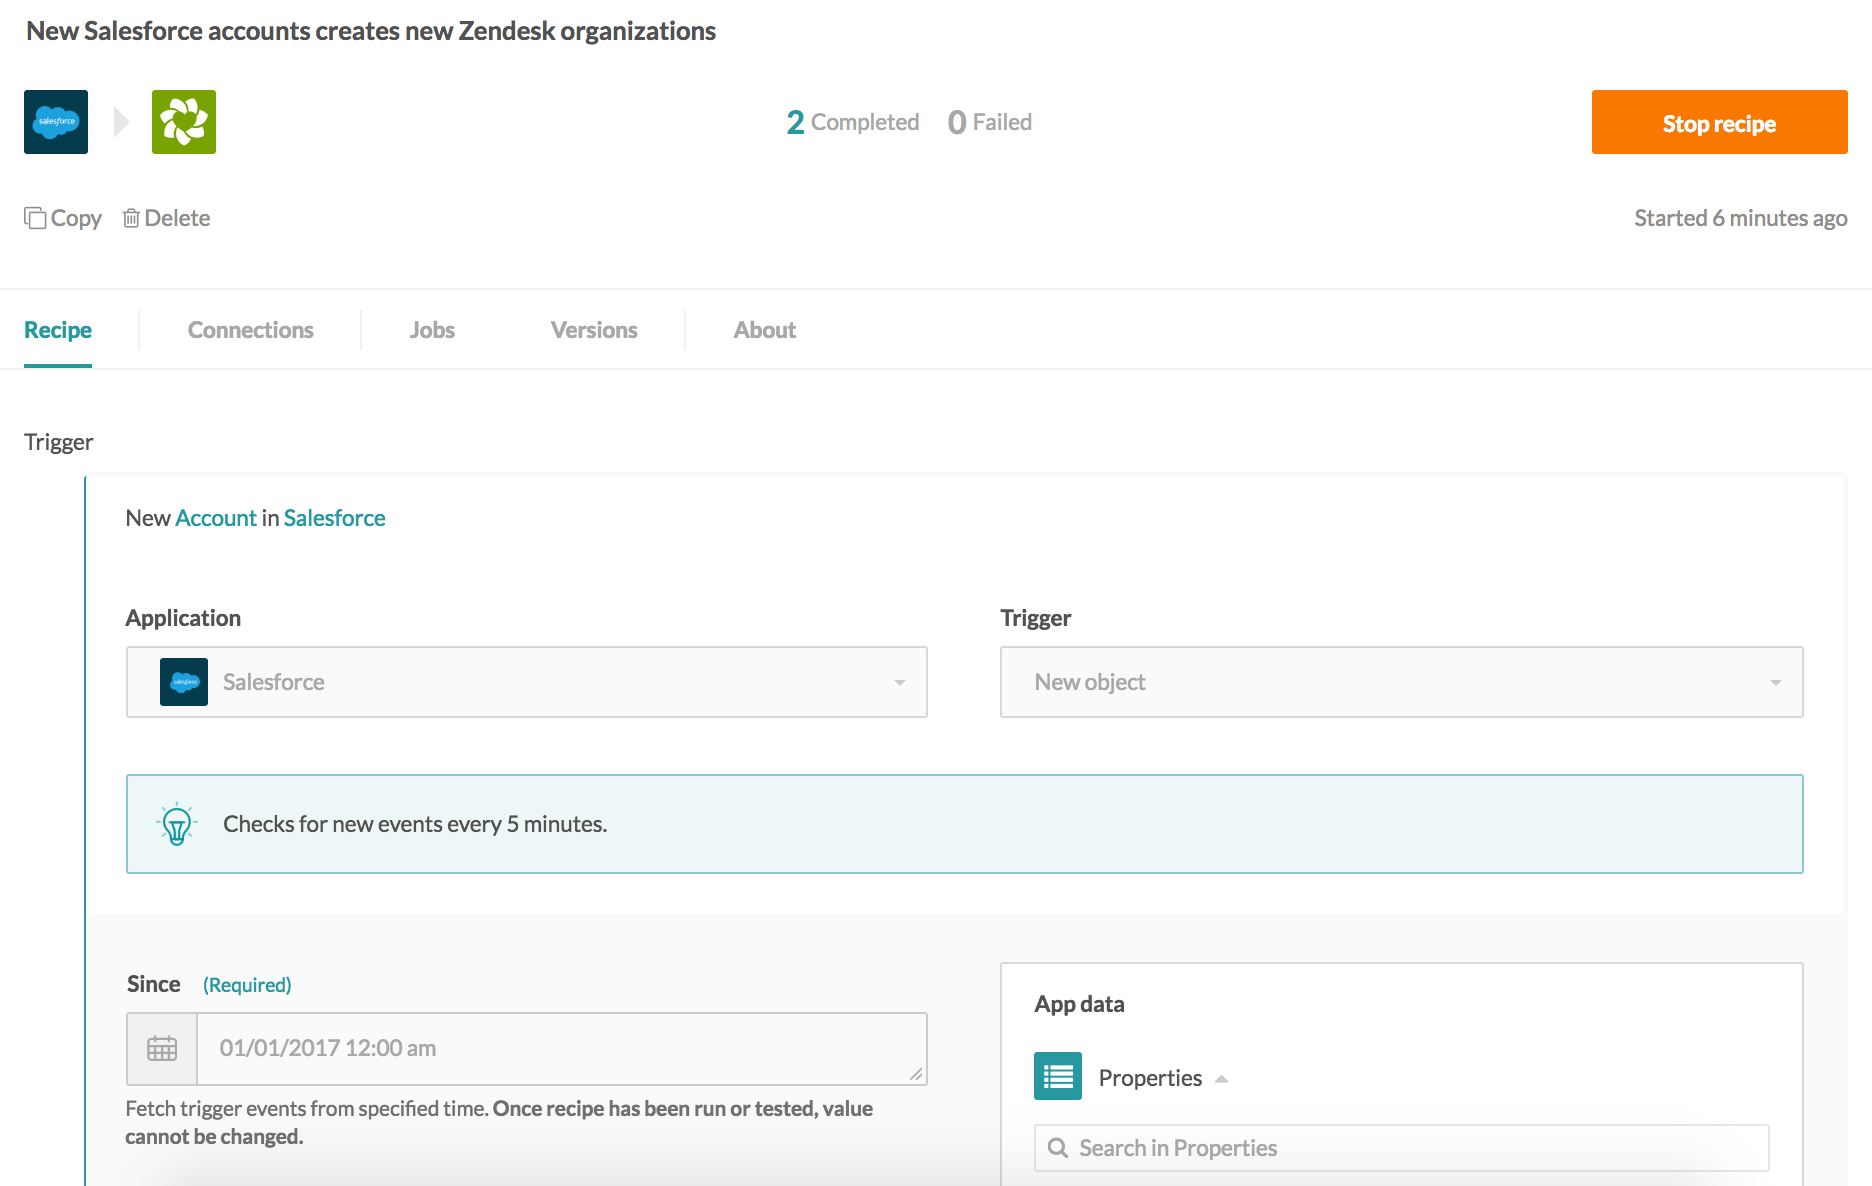 New Salesforce accounts creates new Zendesk organizations
salesforce
2 Completed 0 Failed
Stop recipe
Copy Delete
Started 6 minutes ago
Recipe Connections Jobs Versions About
Trigger
New Account in Salesforce
Application
Trigger
salesforce
Salesforce
New object
Checks for new events every 5 minutes.
Since (Required)
01/01/2017 12:00 am
Fetch trigger events from specified time. Once recipe has been run or tested, value
cannot be changed.
App data
Properties
Search in Properties